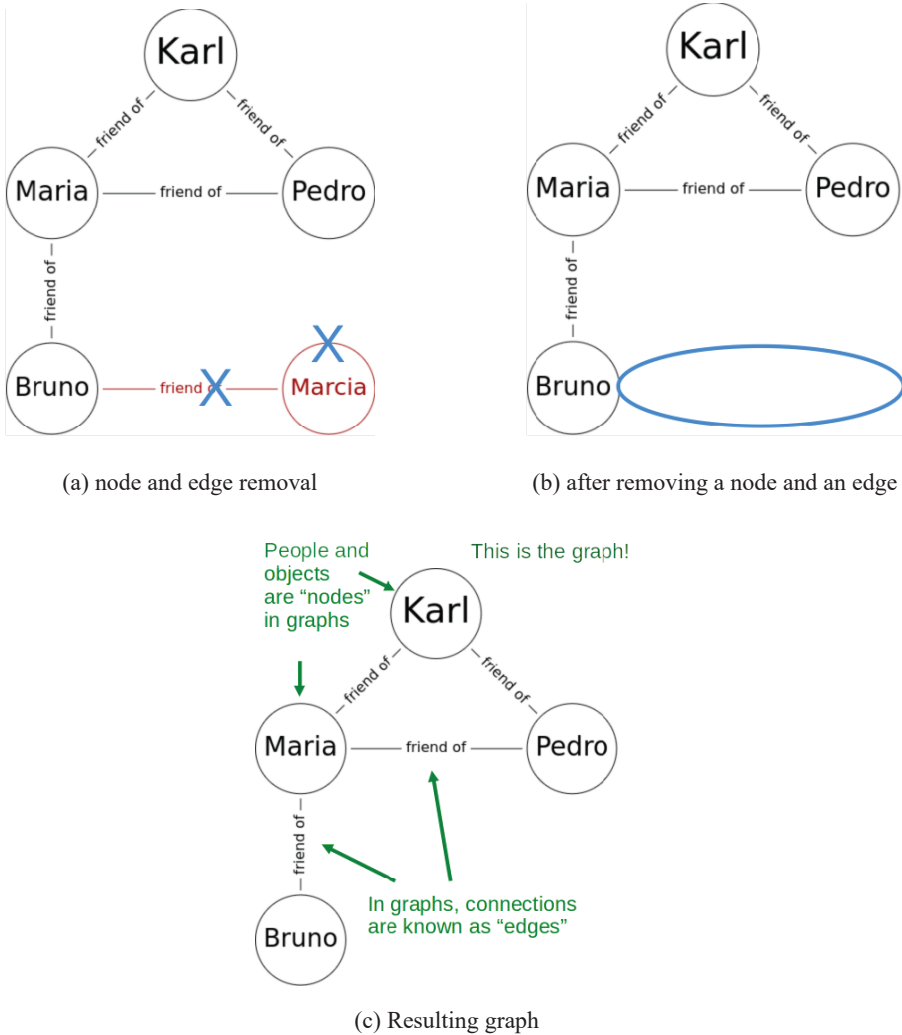 Karl
friend of
friend of
Maria
friend of
Pedro
friend of
Bruno
friend of
X
X
Marcia
(a) node and edge removal
Karl
friend of
friend of
Maria
friend of
Pedro
friend of
Bruno
(b) after removing a node and an edge
People and
objects
are “nodes”
in graphs
This is the graph!
Karl
friend of
friend of
Maria
friend of
Pedro
friend of
In graphs, connections
are known as “edges”
Bruno
(c) Resulting graph